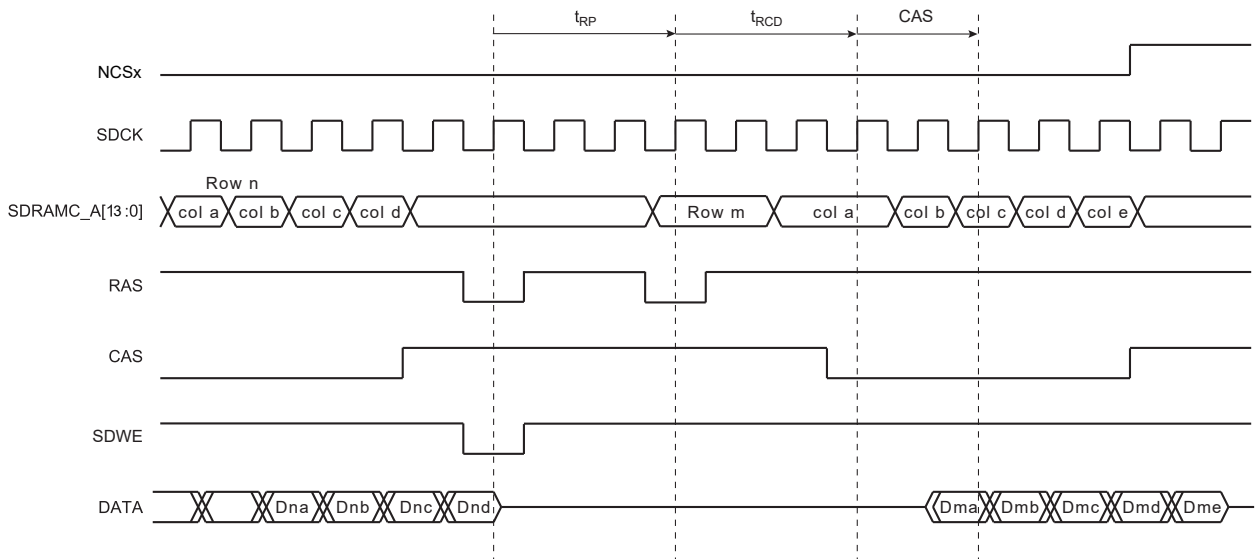 tRP tRCD CAS
NCSx
SDCK
Row n
SDRAMC_A[13 :0] col a col b col c col d Row m col a col b col c col d col e
RAS
CAS
SDWE
DATA Dna Dnb Dnc Dnd Dma Dmb Dmc Dmd Dme